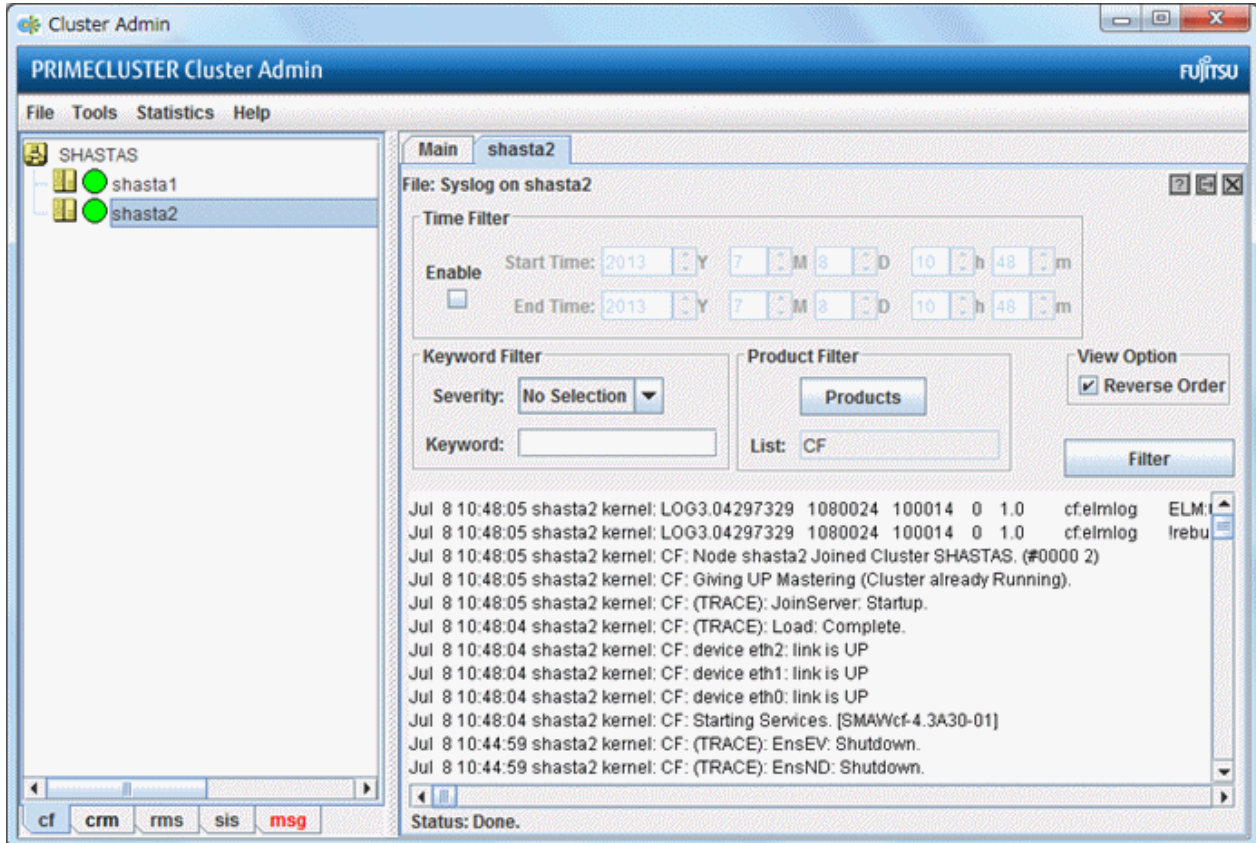 Cluster Admin
PRIMECLUSTER Cluster Admin
FUJITSU
File Tools Statistics Help
SHASTAS
shasta1
shasta2
Main shasta2
File: Syslog on shasta2
Time Filter
Enable
Start Time: 2013 Y 7 M 8 D 10 h 48 m
End Time: 2013 Y 7 M 8 D 10 h 48 m
Keyword Filter
Severity: No Selection
Keyword:
Product Filter
Products
List: CF
View Option
Reverse Order
Filter
Jul 8 10:48:05 shasta2 kernel: LOG3.04297329 1080024 100014 0 1.0 cf:elmlog ELM:
Jul 8 10:48:05 shasta2 kernel: LOG3.04297329 1080024 100014 0 1.0 cf:elmlog !rebu
Jul 8 10:48:05 shasta2 kernel: CF: Node shasta2 Joined Cluster SHASTAS. (#0000 2)
Jul 8 10:48:05 shasta2 kernel: CF: Giving UP Mastering (Cluster already Running).
Jul 8 10:48:05 shasta2 kernel: CF: (TRACE): JoinServer: Startup.
Jul 8 10:48:04 shasta2 kernel: CF: (TRACE): Load: Complete.
Jul 8 10:48:04 shasta2 kernel: CF: device eth2: link is UP
Jul 8 10:48:04 shasta2 kernel: CF: device eth1: link is UP
Jul 8 10:48:04 shasta2 kernel: CF: device eth0: link is UP
Jul 8 10:48:04 shasta2 kernel: CF: Starting Services. [SMAWcf-4.3A30-01]
Jul 8 10:44:59 shasta2 kernel: CF: (TRACE): EnsEV: Shutdown.
Jul 8 10:44:59 shasta2 kernel: CF: (TRACE): EnsND: Shutdown.
cf crm rms sis msg
Status: Done.